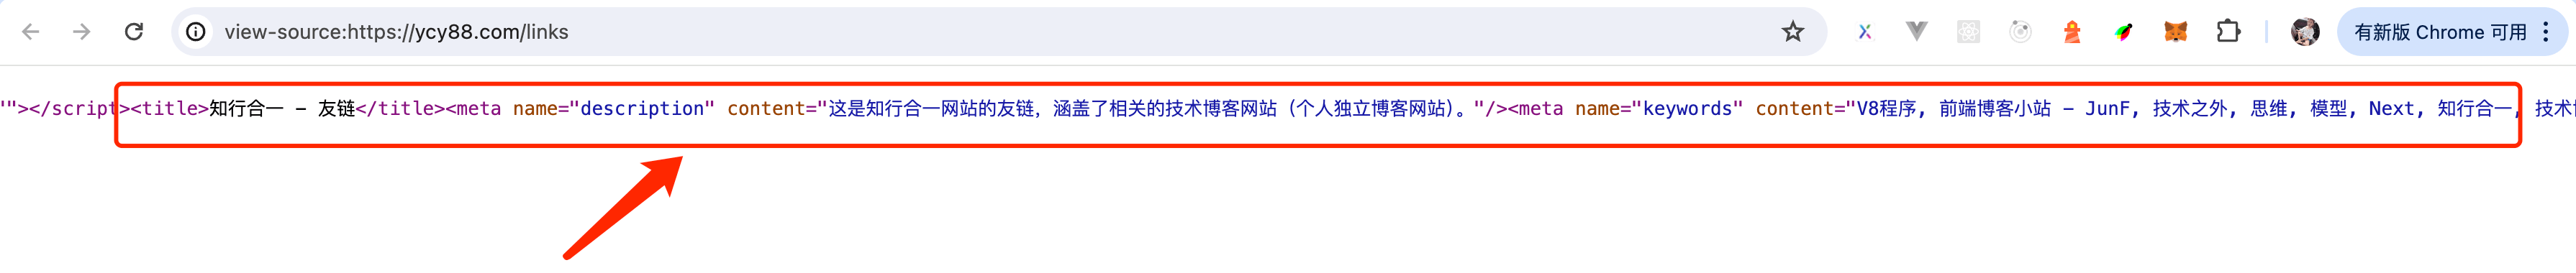 view-source:https://ycy88.com/links
有新版 Chrome 可用
'"></script><title>知行合一 - 友链</title><meta name="description" content="这是知行合一网站的友链，涵盖了相关的技术博客网站（个人独立博客网站）。"/><meta name="keywords" content="V8程序, 前端博客小站 - JunF, 技术之外, 思维, 模型, Next, 知行合一, 技术